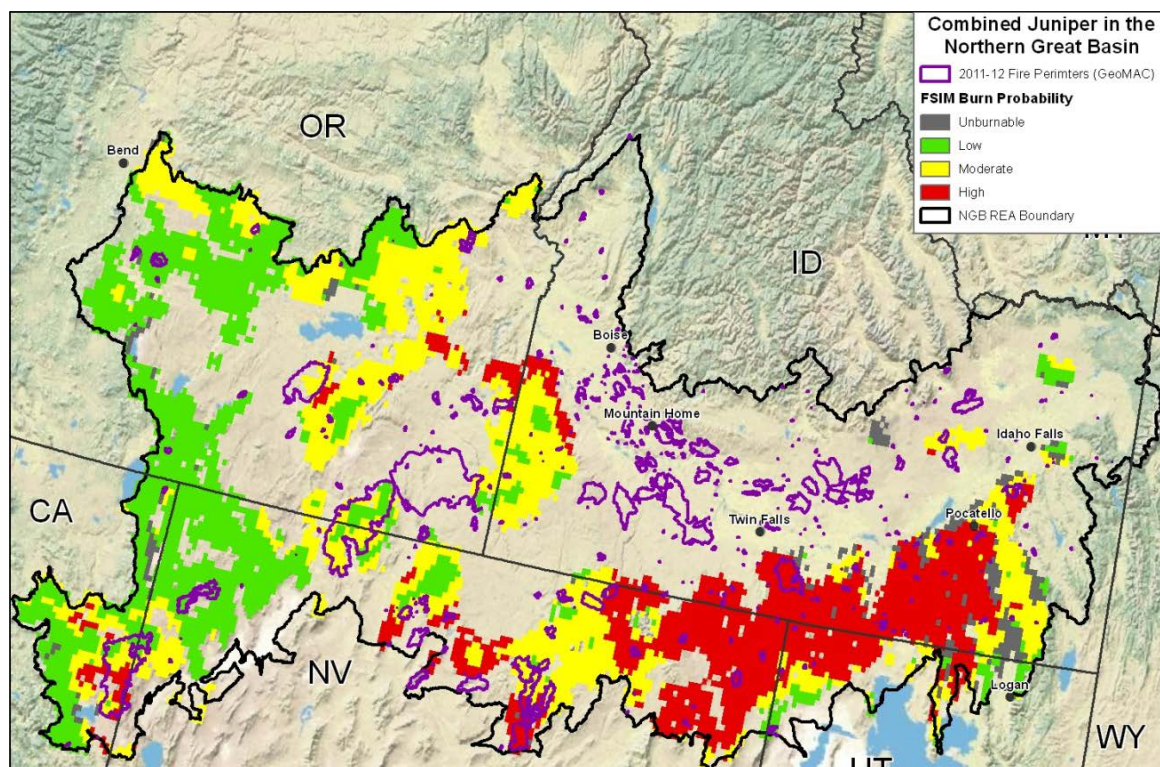 Combined Juniper in the
Northern Great Basin
2011-12 Fire Perimters (GeoMAC)
FSIM Burn Probability
Unburnable
Low
Moderate
High
NGB REA Boundary
OR
Bend
ID
Boise
Mountain Home
Idaho Falls
CA
Twin Falls
Pocatello
NV
Logan
WY
UT